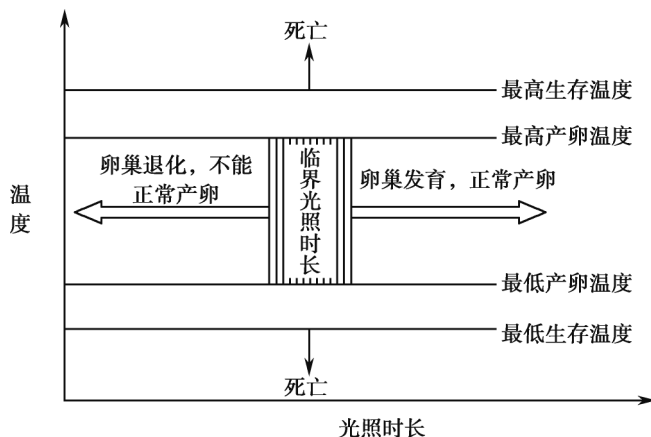 死亡
最高生存温度
最高产卵温度
卵巢退化，不能
正常产卵
临界光照时长
卵巢发育，正常产卵
温度
最低产卵温度
最低生存温度
死亡
光照时长